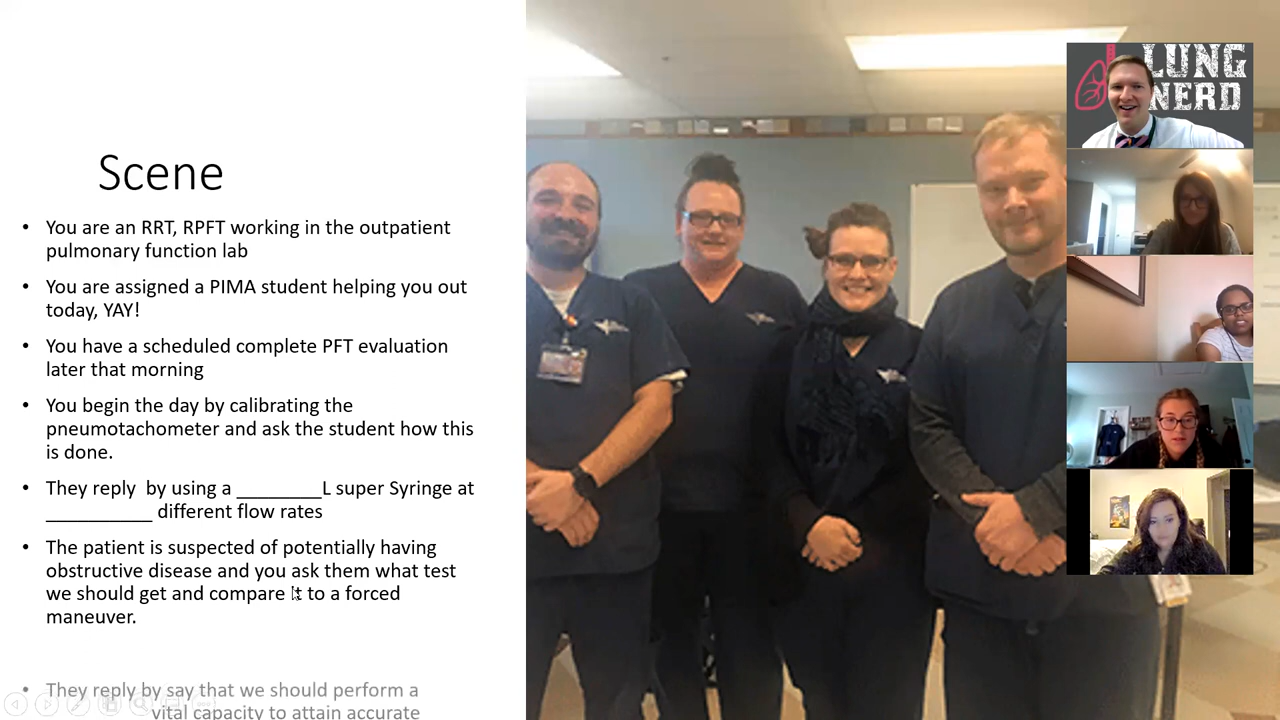 Scene
• You are an RRT, RPFT working in the outpatient
pulmonary function lab
• You are assigned a PIMA student helping you out
today, YAY!
• You have a scheduled complete PFT evaluation
later that morning
• You begin the day by calibrating the
pneumotachometer and ask the student how this
is done.
• They reply  by using a ________L super Syringe at
__________ different flow rates
• The patient is suspected of potentially having
obstructive disease and you ask them what test
we should get and compare it to a forced
maneuver.
• They reply by say that we should perform a
vital capacity to attain accurate
LUNG
NERD